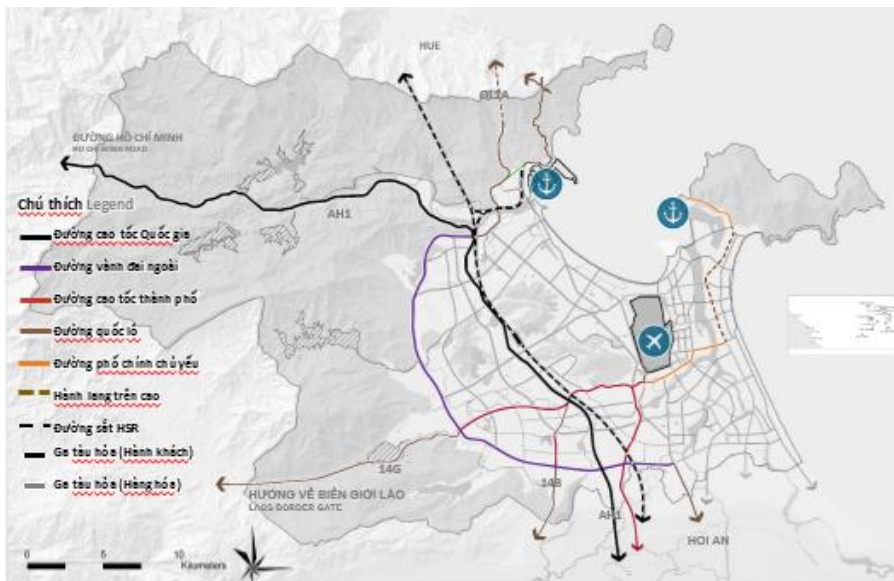 HUE
QL1A
ĐƯỜNG HỒ CHÍ MINH
HO CHI MINH ROAD
AH1
Chú thích Legend
Đường cao tốc Quốc gia
Đường vành đai ngoài
Đường cao tốc thành phố
Đường quốc lộ
Đường phố chính chủ yếu
Hành lang trên cao
Đường sắt HSR
Ga tàu hỏa (Hành khách)
Ga tàu hỏa (Hàng hóa)
14G
HƯỚNG VỀ BIÊN GIỚI LÀO
LAOS BORDER GATE
14B
AH1
HOI AN
0 5 10
Kilometers